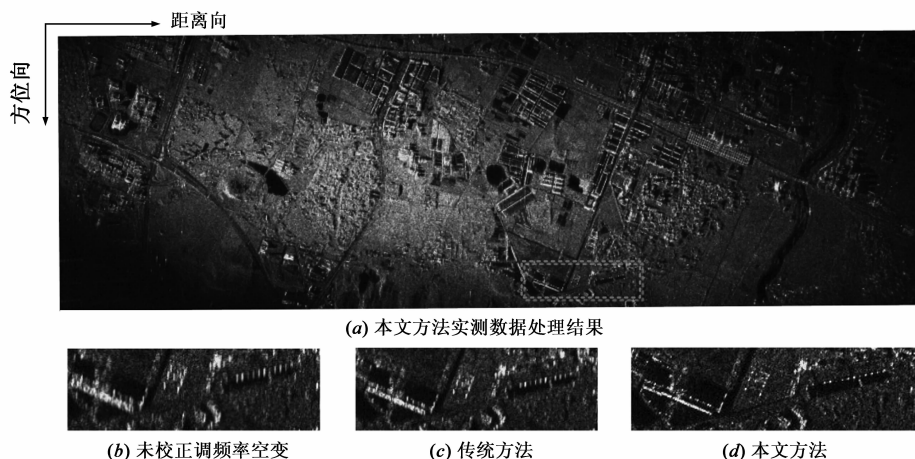 距离向
方位向
(a) 本文方法实测数据处理结果
(b) 未校正调频率空变
(c) 传统方法
(d) 本文方法